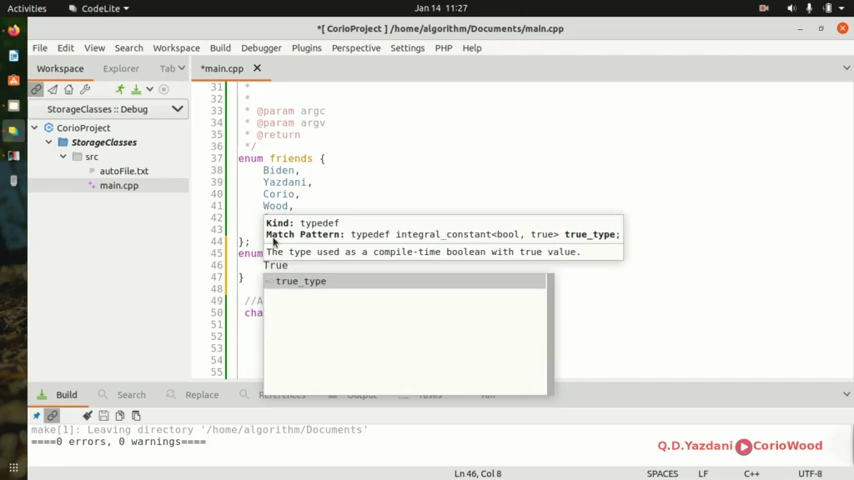 Activities CodeLite Jan 14 11:27
*[ CorioProject ] /home/algorithm/Documents/main.cpp
File Edit View Search Workspace Build Debugger Plugins Perspective Settings PHP Help
Workspace Explorer Tab *main.cpp
StorageClasses :: Debug
CorioProject
StorageClasses
src
autoFile.txt
main.cpp
31 *
32 *
33 * @param argc
34 * @param argv
35 * @return
36 */
37 enum friends {
38 Biden,
39 Yazdani,
40 Corio,
41 Wood,
42
43
44 };
45 enum
46 True
47 }
48
49 //A
50 cha
51
52
53
54
55
Kind: typedef
Match Pattern: typedef integral_constant<bool, true> true_type;
The type used as a compile-time boolean with true value.
true_type
Build Search Replace References Output
make[1]: Leaving directory '/home/algorithm/Documents'
====0 errors, 0 warnings====
Q.D.Yazdani CorioWood
Ln 46, Col 8 SPACES LF C++ UTF-8